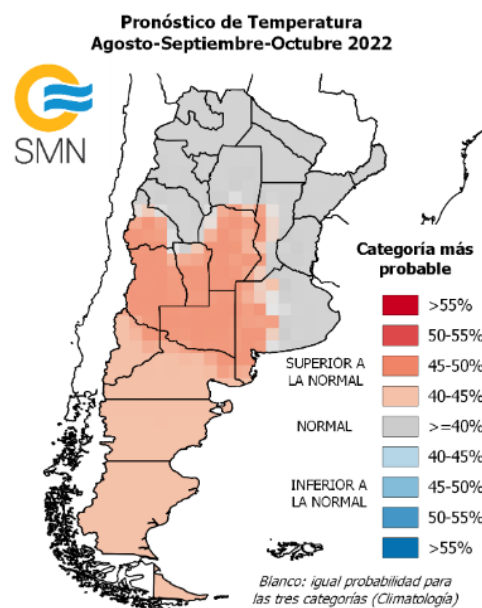 Pronóstico de Temperatura
Agosto-Septiembre-Octubre 2022
SMN
Categoría más
probable
>55%
50-55%
45-50%
SUPERIOR A
LA NORMAL
40-45%
NORMAL
>=40%
40-45%
INFERIOR A
LA NORMAL
45-50%
50-55%
>55%
Blanco: igual probabilidad para
las tres categorías (Climatología)